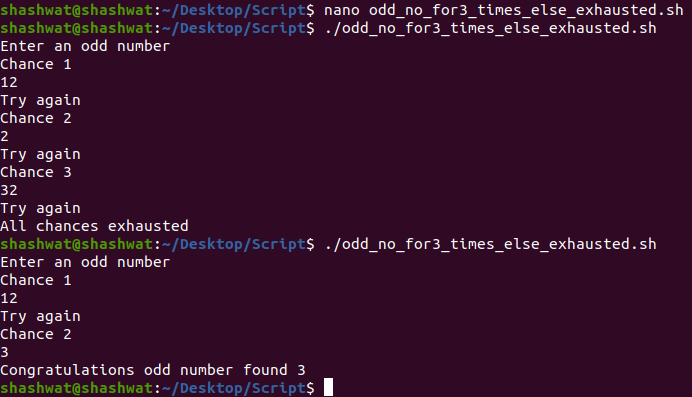 shashwat@shashwat:~/Desktop/Script$ nano odd_no_for3_times_else_exhausted.sh
shashwat@shashwat:~/Desktop/Script$ ./odd_no_for3_times_else_exhausted.sh
Enter an odd number
Chance 1
12
Try again
Chance 2
2
Try again
Chance 3
32
Try again
All chances exhausted
shashwat@shashwat:~/Desktop/Script$ ./odd_no_for3_times_else_exhausted.sh
Enter an odd number
Chance 1
12
Try again
Chance 2
3
Congratulations odd number found 3
shashwat@shashwat:~/Desktop/Script$